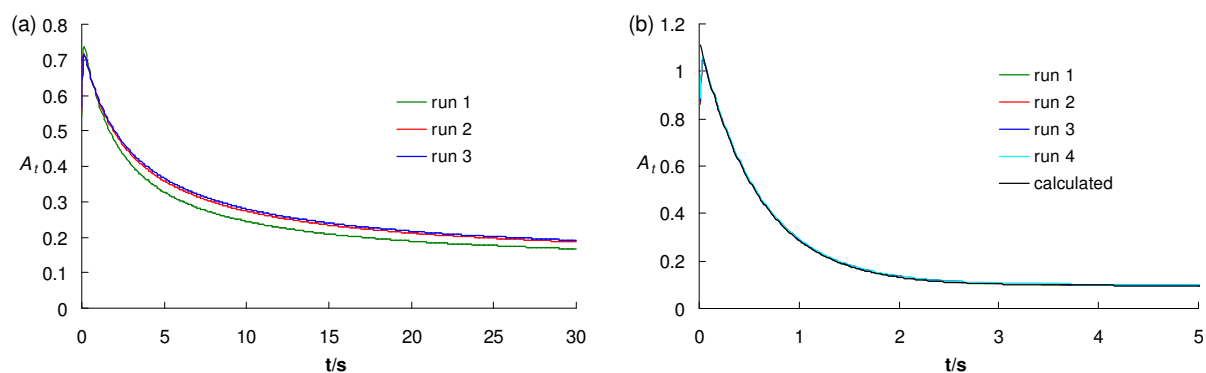 (a)
0.8
0.7
0.6
0.5
0.4
0.3
0.2
0.1
0
A_t
0 5 10 15 20 25 30
t/s
run 1
run 2
run 3
(b)
1.2
1
0.8
0.6
0.4
0.2
0
A_t
0 1 2 3 4 5
t/s
run 1
run 2
run 3
run 4
calculated